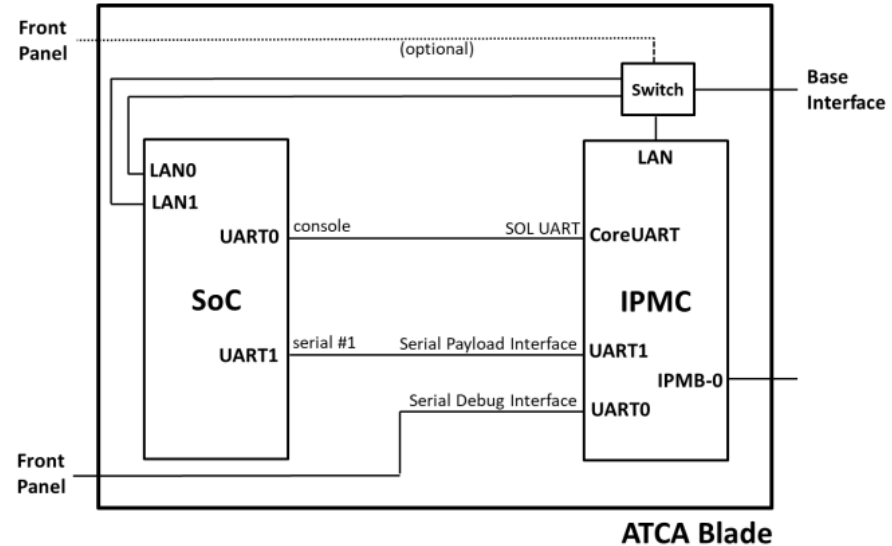 Front
Panel
(optional)
Switch
Base
Interface
LAN
LAN0
LAN1
UART0
console
SOL UART
CoreUART
SoC
IPMC
UART1
serial #1
Serial Payload Interface
UART1
IPMB-0
Serial Debug Interface
UART0
Front
Panel
ATCA Blade